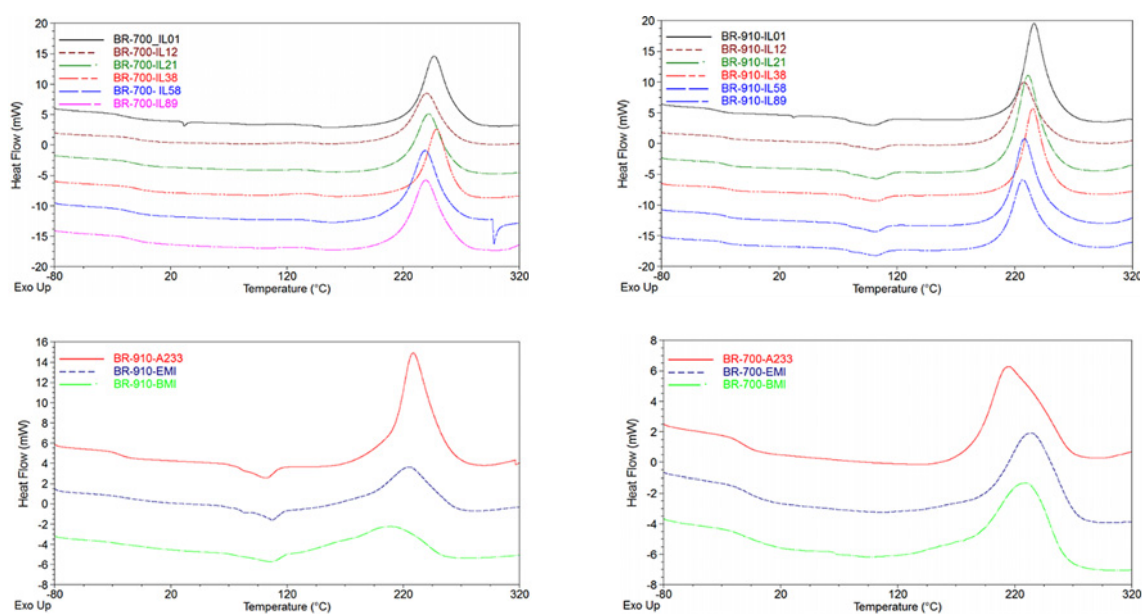 20
15
10
5
0
-5
-10
-15
-20
Heat Flow (mW)
BR-700_IL01
BR-700-IL12
BR-700-IL21
BR-700-IL38
BR-700- IL58
BR-700-IL89
-80
20
120
220
320
Exo Up
Temperature (°C)
20
15
10
5
0
-5
-10
-15
-20
Heat Flow (mW)
BR-910-IL01
BR-910-IL12
BR-910-IL21
BR-910-IL38
BR-910-IL58
BR-910-IL89
-80
20
120
220
320
Exo Up
Temperature (°C)
16
14
12
10
8
6
4
2
0
-2
-4
-6
-8
Heat Flow (mW)
BR-910-A233
BR-910-EMI
BR-910-BMI
-80
20
120
220
320
Exo Up
Temperature (°C)
8
6
4
2
0
-2
-4
-6
-8
Heat Flow (mW)
BR-700-A233
BR-700-EMI
BR-700-BMI
-80
20
120
220
320
Exo Up
Temperature (°C)